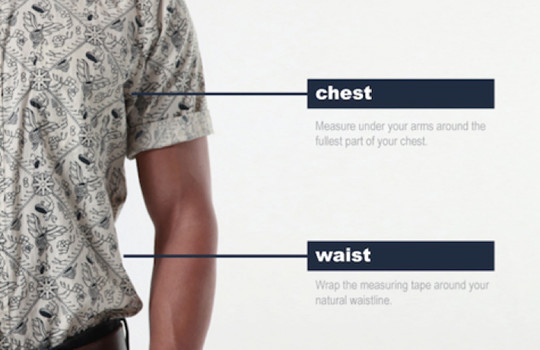 chest
Measure under your arms around the
fullest part of your chest.
waist
Wrap the measuring tape around your
natural waistline.